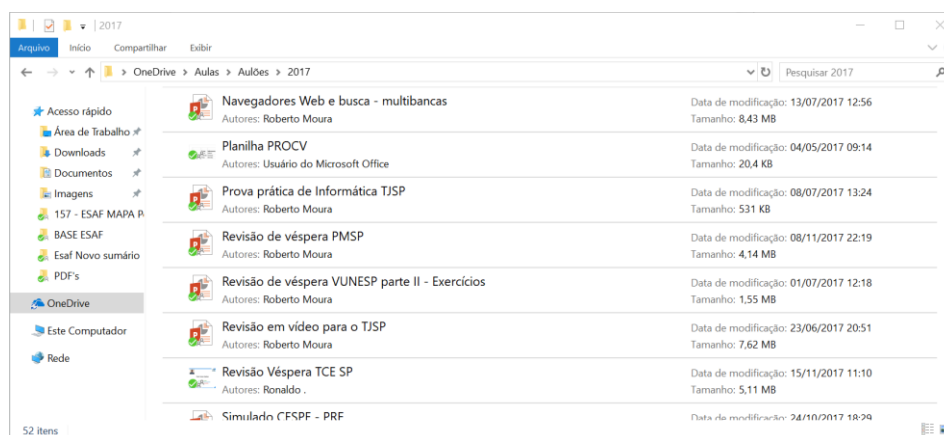 2017
Arquivo Início Compartilhar Exibir
OneDrive > Aulas > Aulões > 2017
Pesquisar 2017
Acesso rápido
Área de Trabalho
Downloads
Documentos
Imagens
157 - ESAF MAPA P
BASE ESAF
Esaf Novo sumário
PDF's
OneDrive
Este Computador
Rede
Navegadores Web e busca - multibancas
Autores: Roberto Moura
Data de modificação: 13/07/2017 12:56
Tamanho: 8,43 MB
Planilha PROCV
Autores: Usuário do Microsoft Office
Data de modificação: 04/05/2017 09:14
Tamanho: 20,4 KB
Prova prática de Informática TJSP
Autores: Roberto Moura
Data de modificação: 08/07/2017 13:24
Tamanho: 531 KB
Revisão de véspera PMSP
Autores: Roberto Moura
Data de modificação: 08/11/2017 22:19
Tamanho: 4,14 MB
Revisão de véspera VUNESP parte II - Exercícios
Autores: Roberto Moura
Data de modificação: 01/07/2017 12:18
Tamanho: 1,55 MB
Revisão em vídeo para o TJSP
Autores: Roberto Moura
Data de modificação: 23/06/2017 20:51
Tamanho: 7,62 MB
Revisão Véspera TCE SP
Autores: Ronaldo .
Data de modificação: 15/11/2017 11:10
Tamanho: 5,11 MB
Simulado CESPE - PRF
Data de modificação: 24/10/2017 18:29
52 itens